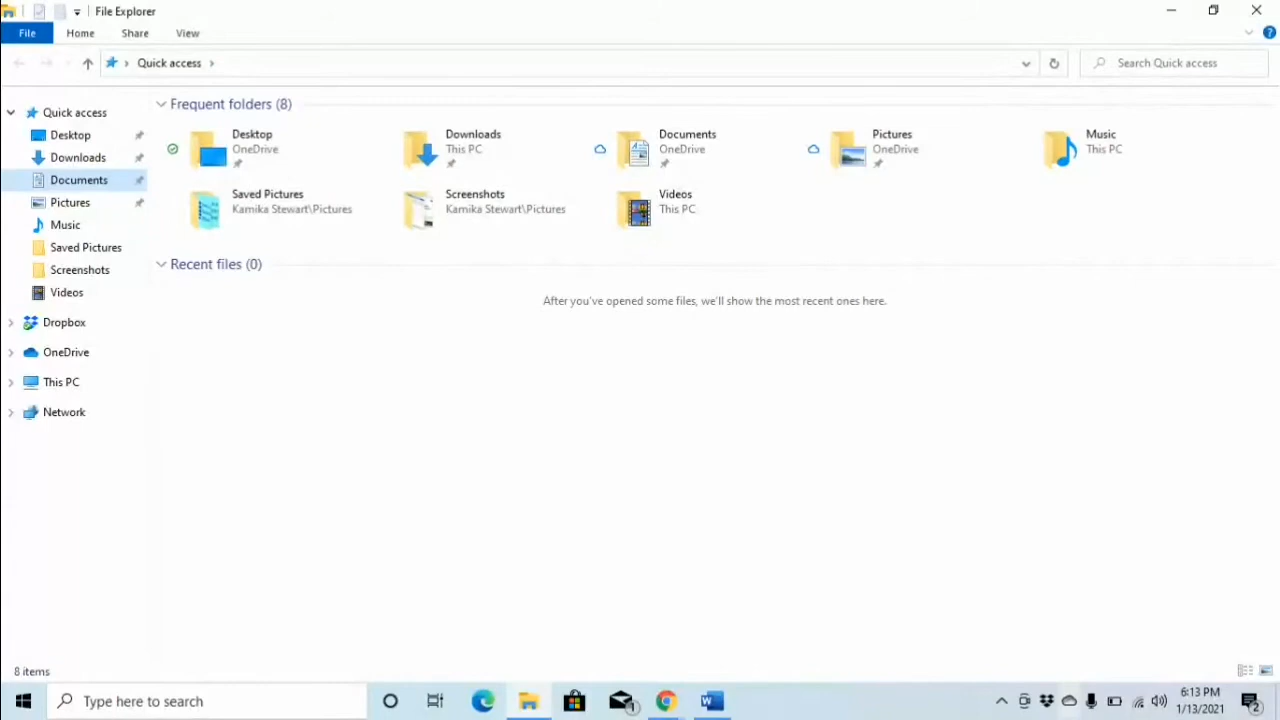 File Explorer
File Home Share View
Quick access
Search Quick access
Quick access
Desktop
Downloads
Documents
Pictures
Music
Saved Pictures
Screenshots
Videos
Dropbox
OneDrive
This PC
Network
Frequent folders (8)
Desktop
OneDrive
Downloads
This PC
Documents
OneDrive
Pictures
OneDrive
Music
This PC
Saved Pictures
Kamika Stewart\Pictures
Screenshots
Kamika Stewart\Pictures
Videos
This PC
Recent files (0)
After you've opened some files, we'll show the most recent ones here.
8 items
Type here to search
1
6:13 PM
1/13/2021
2